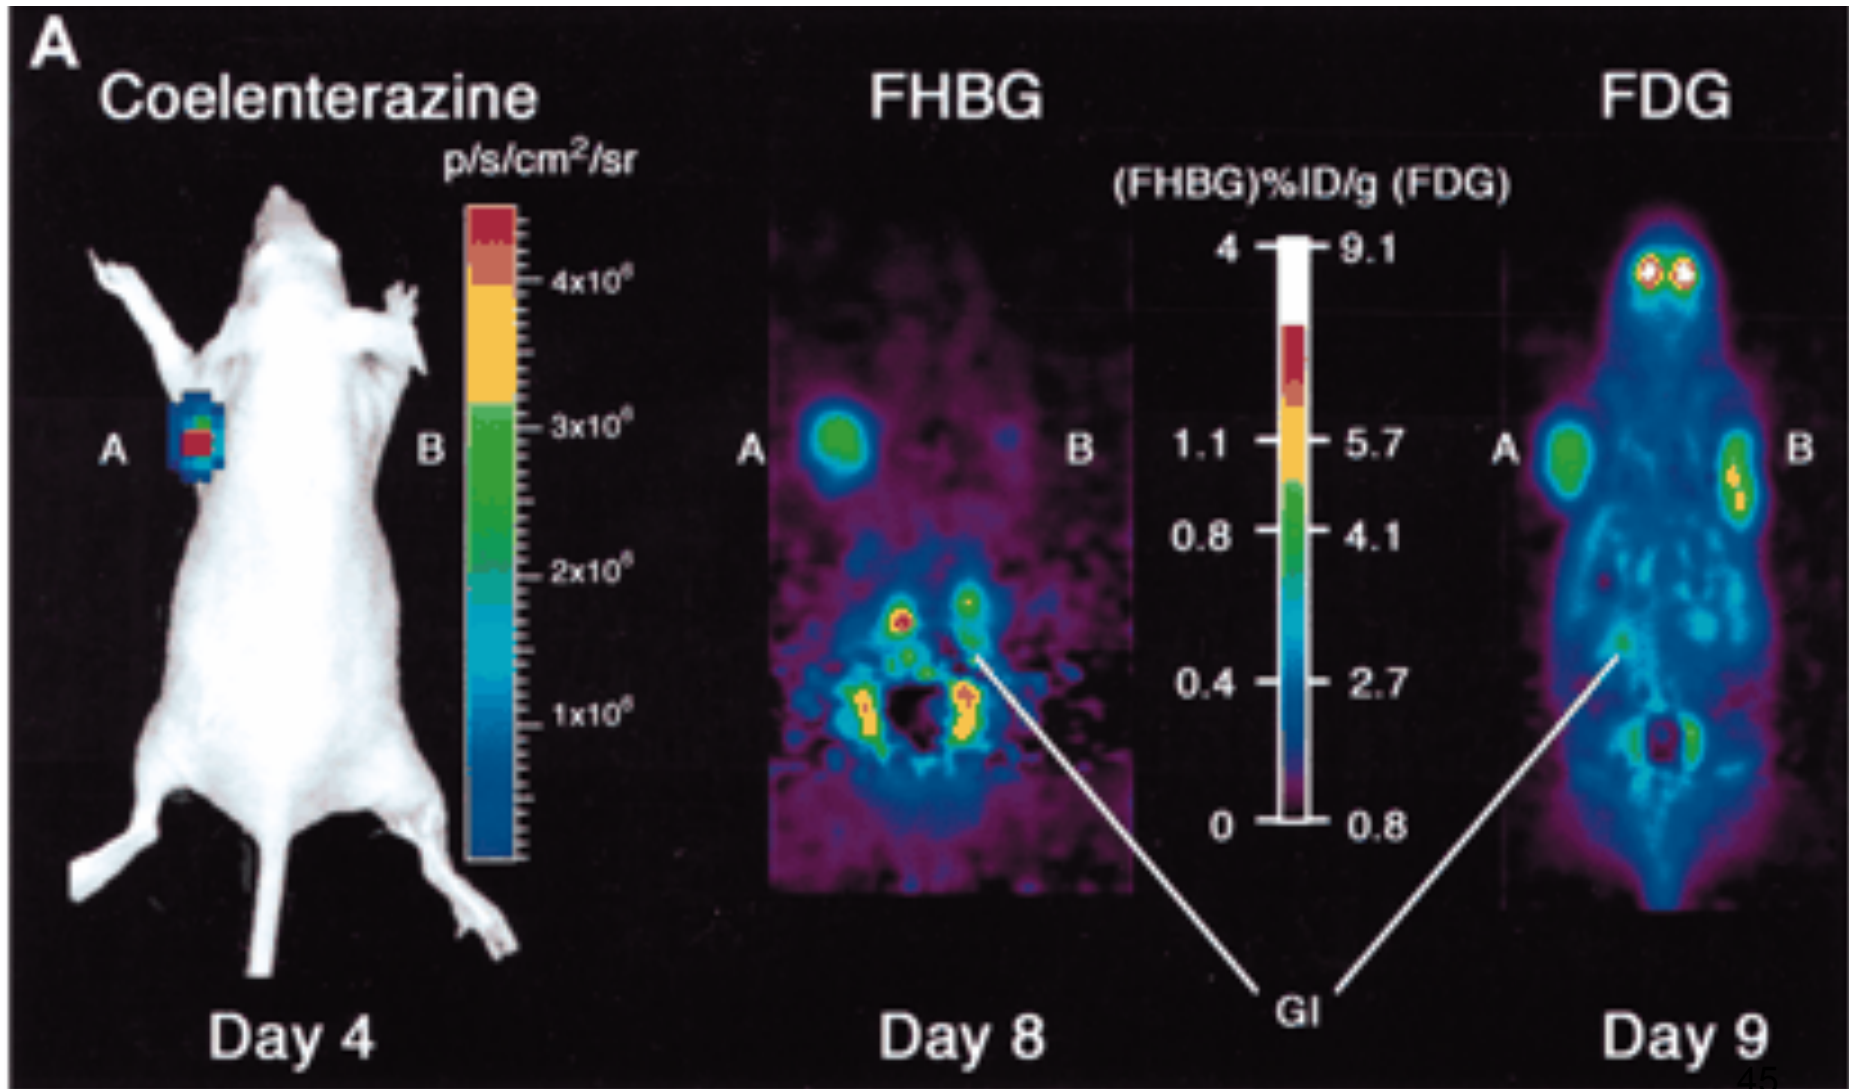 A
Coelenterazine
p/s/cm²/sr
4x10⁶
3x10⁶
2x10⁶
1x10⁶
A
B
Day 4
FHBG
A
B
Day 8
(FHBG)%ID/g (FDG)
4 9.1
1.1 5.7
0.8 4.1
0.4 2.7
0 0.8
GI
FDG
A
B
Day 9
45